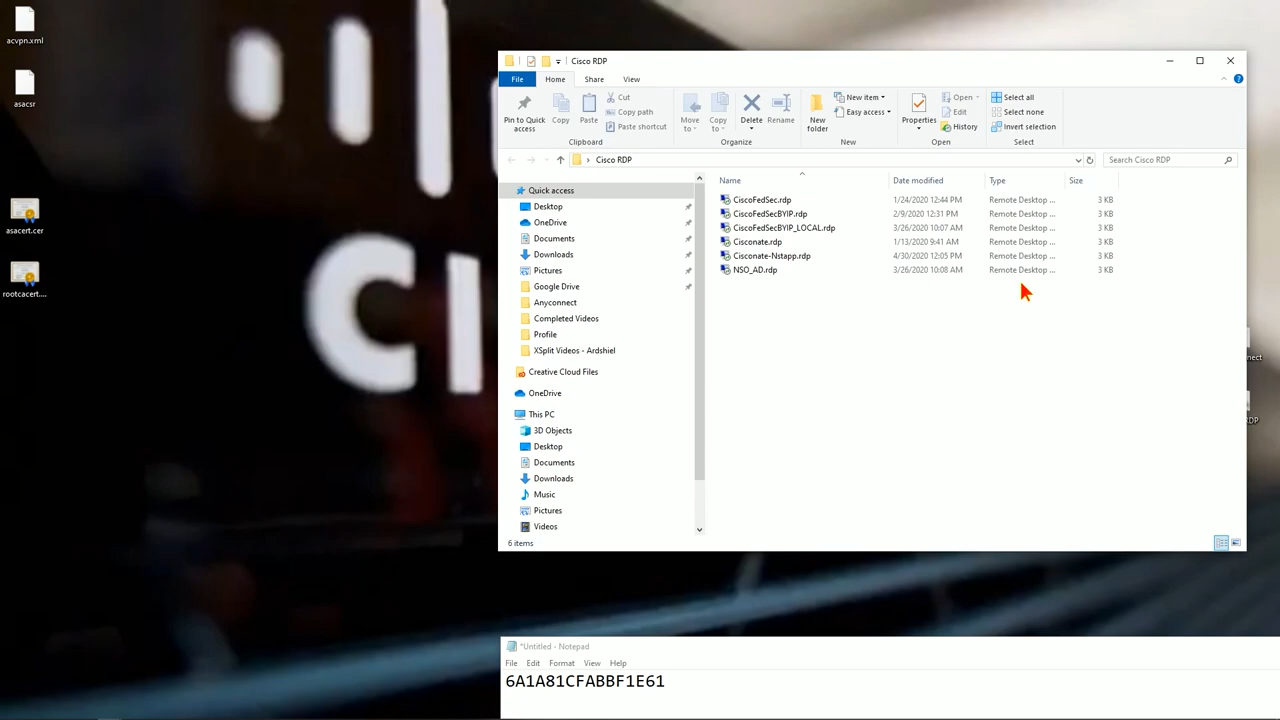 acvpn.xml
asacsr
asacert.cer
rootcacert....
CI
Cisco RDP
File
Home
Share
View
Pin to Quick access
Copy
Paste
Cut
Copy path
Paste shortcut
Clipboard
Move to
Copy to
Delete
Rename
Organize
New folder
New item
Easy access
New
Properties
Open
Edit
History
Open
Select all
Select none
Invert selection
Select
Cisco RDP
Search Cisco RDP
Quick access
Desktop
OneDrive
Documents
Downloads
Pictures
Google Drive
Anyconnect
Completed Videos
Profile
XSplit Videos - Ardshiel
Creative Cloud Files
OneDrive
This PC
3D Objects
Desktop
Documents
Downloads
Music
Pictures
Videos
Name Date modified Type Size
CiscoFedSec.rdp 1/24/2020 12:44 PM Remote Desktop ... 3 KB
CiscoFedSecBYIP.rdp 2/9/2020 12:31 PM Remote Desktop ... 3 KB
CiscoFedSecBYIP_LOCAL.rdp 3/26/2020 10:07 AM Remote Desktop ... 3 KB
Cisconate.rdp 1/13/2020 9:41 AM Remote Desktop ... 3 KB
Cisconate-Nstapp.rdp 4/30/2020 12:05 PM Remote Desktop ... 3 KB
NSO_AD.rdp 3/26/2020 10:08 AM Remote Desktop ... 3 KB
6 items
*Untitled - Notepad
File Edit Format View Help
6A1A81CFABBF1E61